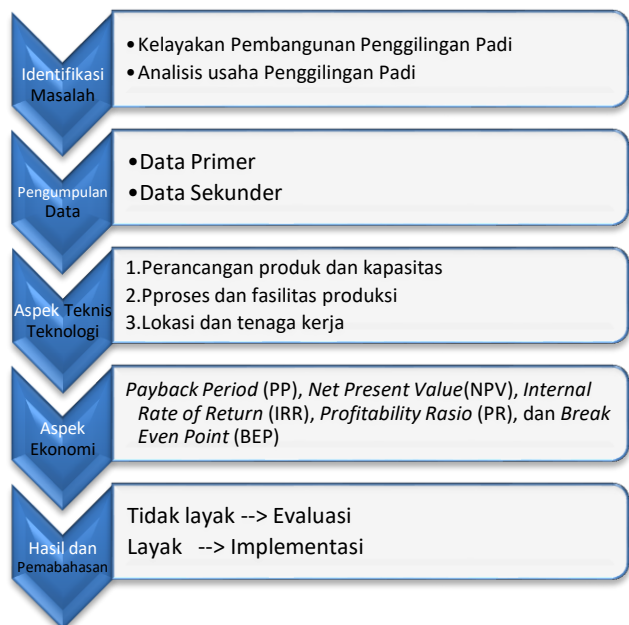 Identifikasi
Masalah
•Kelayakan Pembangunan Penggilingan Padi
•Analisis usaha Penggilingan Padi
Pengumpulan
Data
•Data Primer
•Data Sekunder
Aspek Teknis
Teknologi
1.Perancangan produk dan kapasitas
2.Pproses dan fasilitas produksi
3.Lokasi dan tenaga kerja
Aspek
Ekonomi
Payback Period (PP), Net Present Value(NPV), Internal
Rate of Return (IRR), Profitability Rasio (PR), dan Break
Even Point (BEP)
Hasil dan
Pemabahasan
Tidak layak --> Evaluasi
Layak --> Implementasi